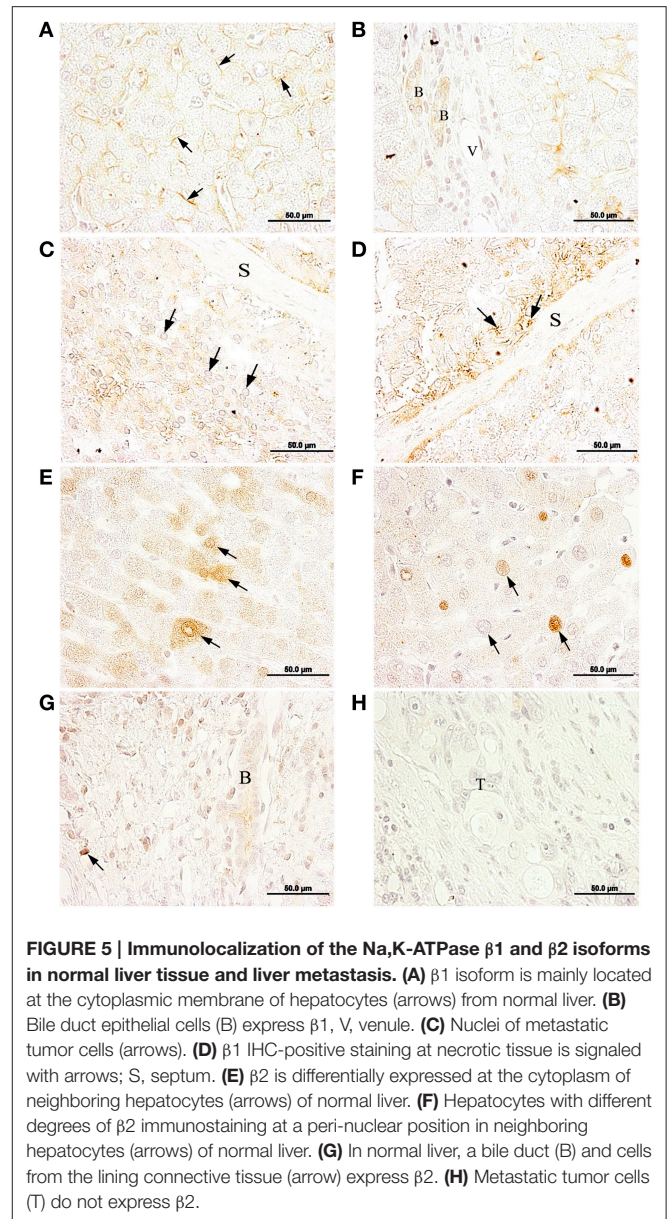 A
B
B
B
V
50.0 µm
50.0 µm
C
D
S
S
50.0 µm
50.0 µm
E
F
50.0 µm
50.0 µm
G
H
B
T
50.0 µm
50.0 µm
FIGURE 5 | Immunolocalization of the Na,K-ATPase β1 and β2 isoforms
in normal liver tissue and liver metastasis. (A) β1 isoform is mainly located
at the cytoplasmic membrane of hepatocytes (arrows) from normal liver. (B)
Bile duct epithelial cells (B) express β1, V, venule. (C) Nuclei of metastatic
tumor cells (arrows). (D) β1 IHC-positive staining at necrotic tissue is signaled
with arrows; S, septum. (E) β2 is differentially expressed at the cytoplasm of
neighboring hepatocytes (arrows) of normal liver. (F) Hepatocytes with different
degrees of β2 immunostaining at a peri-nuclear position in neighboring
hepatocytes (arrows) of normal liver. (G) In normal liver, a bile duct (B) and cells
from the lining connective tissue (arrow) express β2. (H) Metastatic tumor cells
(T) do not express β2.